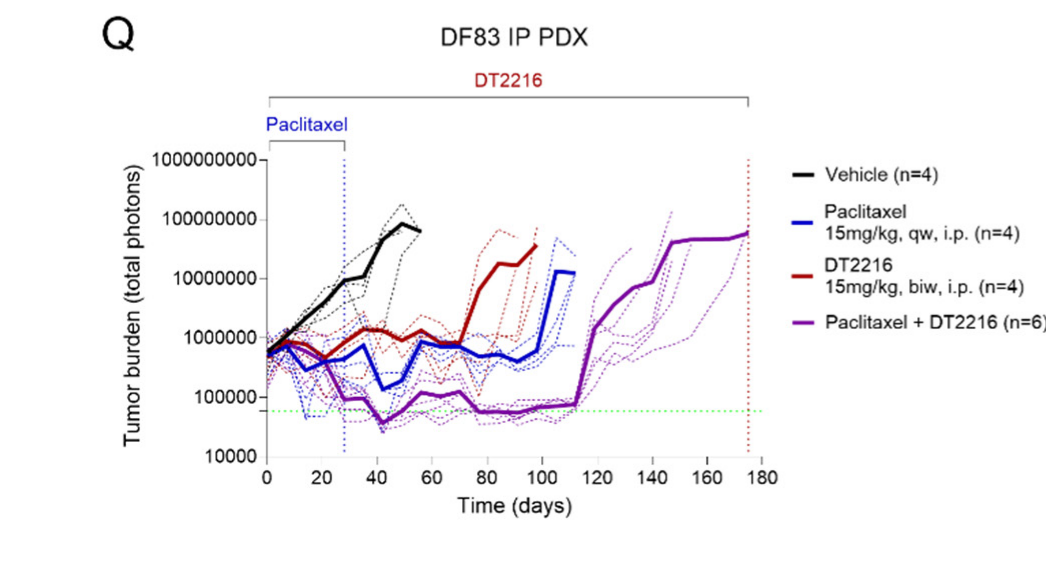 Q
DF83 IP PDX
DT2216
Paclitaxel
Tumor burden (total photons)
1000000000
100000000
10000000
1000000
100000
10000
0 20 40 60 80 100 120 140 160 180
Time (days)
Vehicle (n=4)
Paclitaxel
15mg/kg, qw, i.p. (n=4)
DT2216
15mg/kg, biw, i.p. (n=4)
Paclitaxel + DT2216 (n=6)